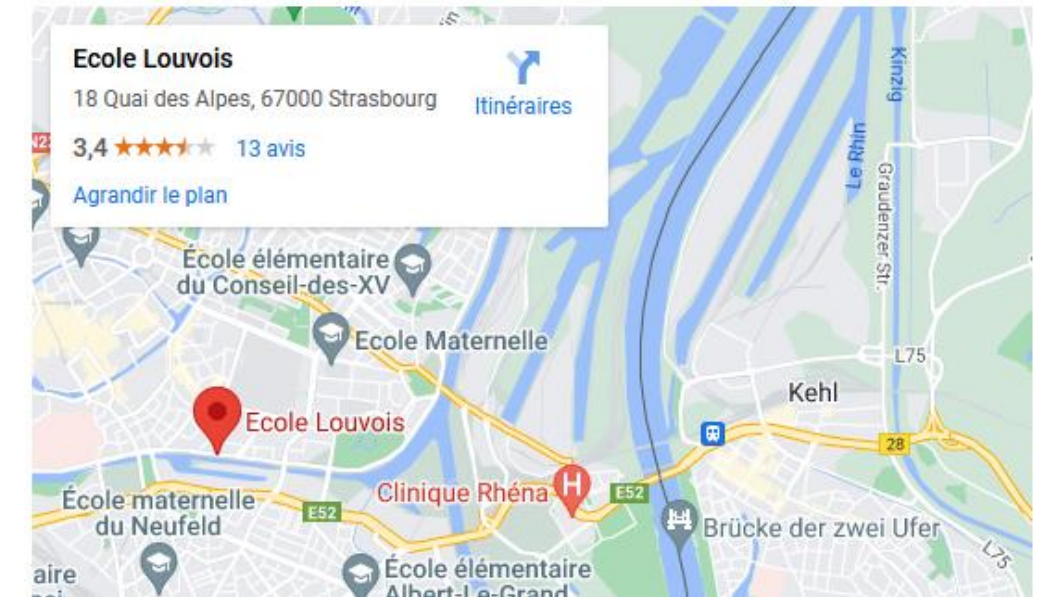 Ecole Louvois
18 Quai des Alpes, 67000 Strasbourg
Itinéraires
3,4
13 avis
Agrandir le plan
Kinzig
Le Rhin
Graudenzer Str.
École élémentaire
du Conseil-des-XV
Ecole Maternelle
L75
Kehl
Ecole Louvois
28
Clinique Rhéna
H
E52
École maternelle
du Neufeld
E52
Brücke der zwei Ufer
L75
aire
École élémentaire
Albert-Le-Grand